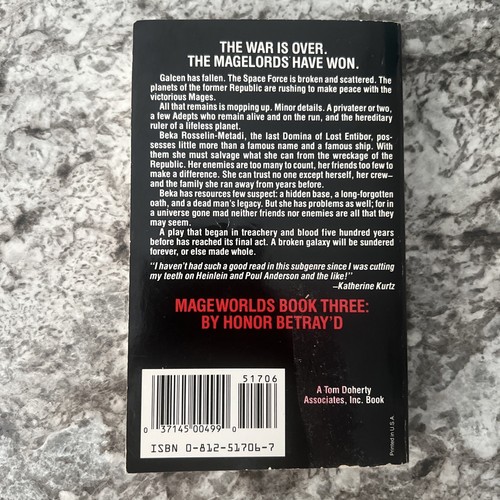 THE WAR IS OVER.
THE MAGELORDS HAVE WON.
Galcen has fallen. The Space Force is broken and scattered. The
planets of the former Republic are rushing to make peace with the
victorious Mages.
All that remains is mopping up. Minor details. A privateer or two,
a few Adepts who remain alive and on the run, and the hereditary
ruler of a lifeless planet.
Beka Rosselin-Metadi, the last Domina of Lost Entibor, pos-
sesses little more than a famous name and a famous ship. With
them she must salvage what she can from the wreckage of the
Republic. Her enemies are too many to count, her friends too few to
make a difference. She can trust no one except herself, her crew—
and the family she ran away from years before.
Beka has resources few suspect: a hidden base, a long-forgotten
oath, and a dead man's legacy. But she has problems as well; for in
a universe gone mad neither friends nor enemies are all that they
may seem.
A play that began in treachery and blood five hundred years
before has reached its final act. A broken galaxy will be sundered
forever, or else made whole.
"I haven't had such a good read in this subgenre since I was cutting
my teeth on Heinlein and Poul Anderson and the like!"
—Katherine Kurtz
MAGEWORLDS BOOK THREE:
BY HONOR BETRAY'D
51706
0 37145 00499 0
ISBN 0-812-51706-7
A Tom Doherty
Associates, Inc. Book
Printed in U.S.A.